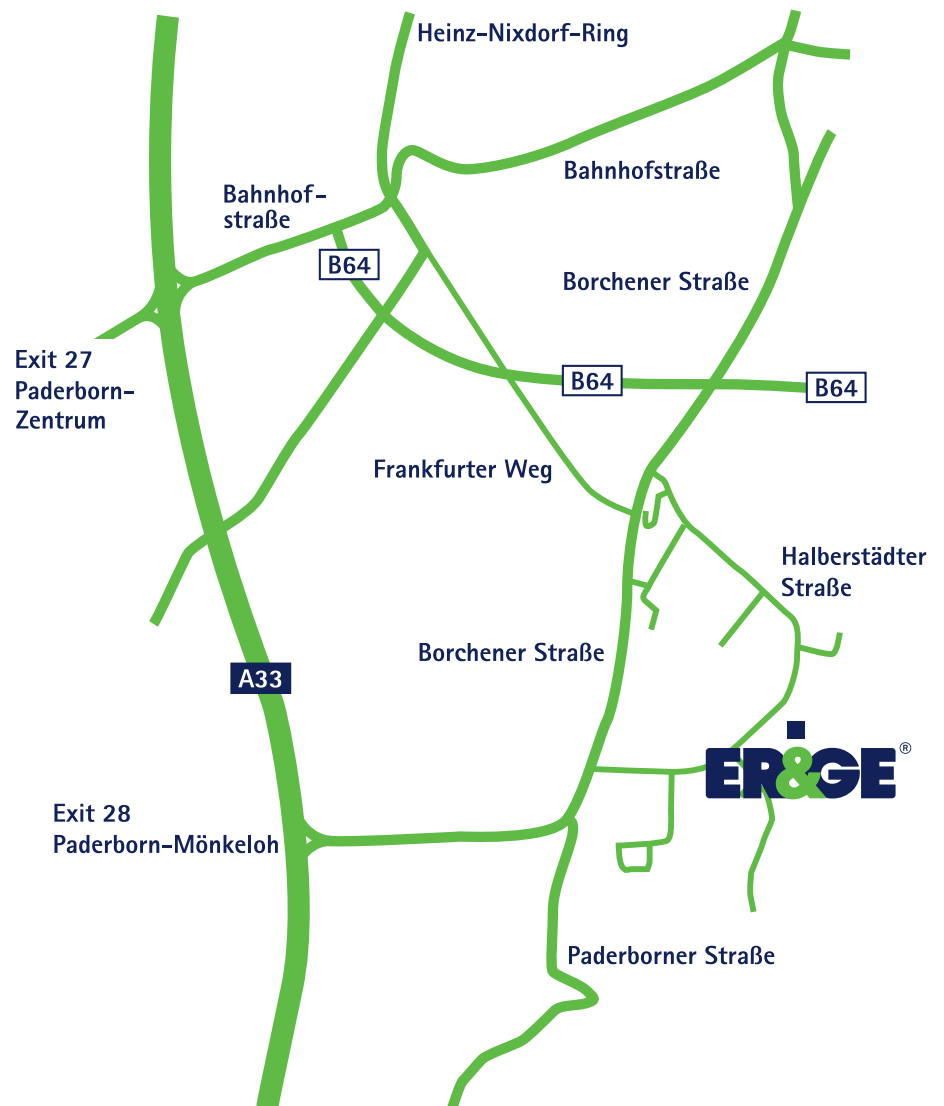 Heinz-Nixdorf-Ring
Bahnhofstraße
Bahnhof-
straße
B64
Borchener Straße
Exit 27
Paderborn-
Zentrum
B64
B64
Frankfurter Weg
Halberstädter
Straße
Borchener Straße
A33
ER&GE®
Exit 28
Paderborn-Mönkeloh
Paderborner Straße